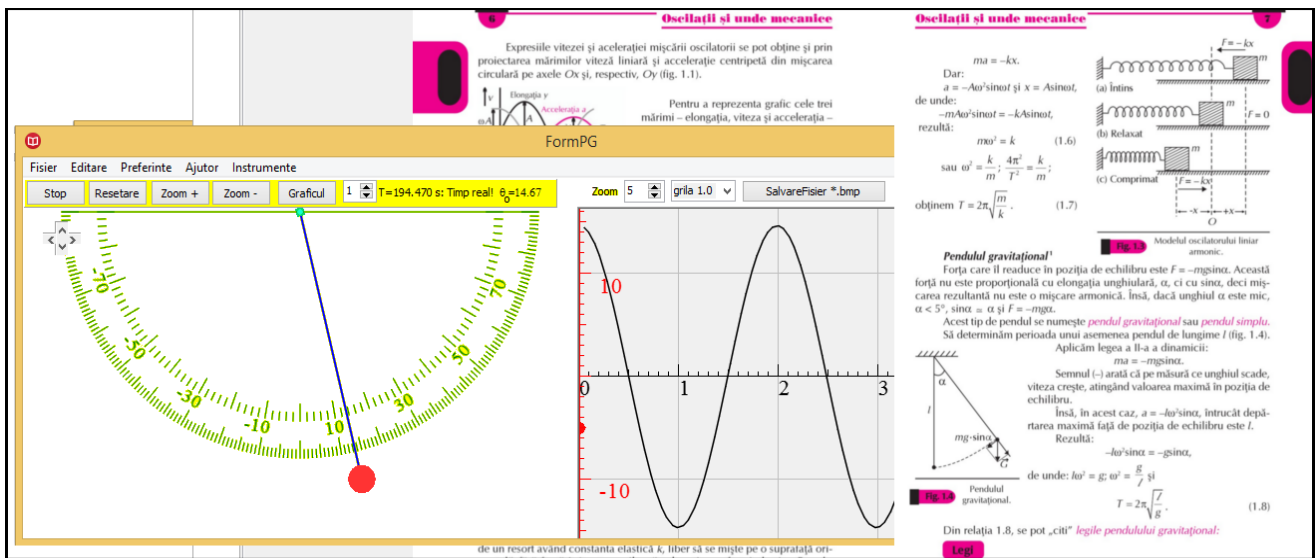 6
Oscilații și unde mecanice
Expresiile vitezei și accelerației mișcării oscilatorii se pot obține și prin
proiectarea mărimilor viteză liniară și accelerație centripetă din mișcarea
circulară pe axele Ox și, respectiv, Oy (fig. 1.1).
v
Elongația y
Accelerația a
ωA
A
Pentru a reprezenta grafic cele trei
mărimi – elongația, viteza și accelerația –
FormPG
Fisier Editare Preferinte Ajutor Instrumente
Stop Resetare Zoom + Zoom - Graficul 1 T=194.470 s: Timp real! θo=14.67
Zoom 5 grila 1.0 SalvareFisier *.bmp
-70
-50
-30
-10
10
30
50
70
10
0 1 2 3
-10
de un resort având constanta elastică k, liber să se miște pe o suprafață ori-
Oscilații și unde mecanice
7
ma = –kx.
Dar:
a = –Aω²sinωt și x = Asinωt,
de unde:
–mAω²sinωt = –kAsinωt,
rezultă:
mω² = k (1.6)
sau ω² = k/m; 4π²/T² = k/m;
obținem T = 2π√(m/k) . (1.7)
F = – kx
m
(a) Întins
m
F = 0
(b) Relaxat
m
(c) Comprimat
F = –kx
-x +x
O
Fig. 1.3
Modelul oscilatorului liniar
armonic.
Pendulul gravitațional¹
Forța care îl readuce în poziția de echilibru este F = –mgsinα. Această
forță nu este proporțională cu elongația unghiulară, α, ci cu sinα, deci miș-
carea rezultantă nu este o mișcare armonică. Însă, dacă unghiul α este mic,
α < 5°, sinα ≅ α și F = –mgα.
Acest tip de pendul se numește pendul gravitațional sau pendul simplu.
Să determinăm perioada unui asemenea pendul de lungime l (fig. 1.4).
Aplicăm legea a II-a a dinamicii:
ma = –mgsinα.
Semnul (–) arată că pe măsură ce unghiul scade,
viteza crește, atingând valoarea maximă în poziția de
echilibru.
Însă, în acest caz, a = –lω²sinα, întrucât depă-
rtarea maximă față de poziția de echilibru este l.
Rezultă:
–lω²sinα = –gsinα,
de unde: lω² = g; ω² = g/l și
T = 2π√(l/g) . (1.8)
α
l
mg·sinα
G
Fig. 1.4
Pendulul
gravitațional.
Din relația 1.8, se pot „citi” legile pendulului gravitațional:
Legi